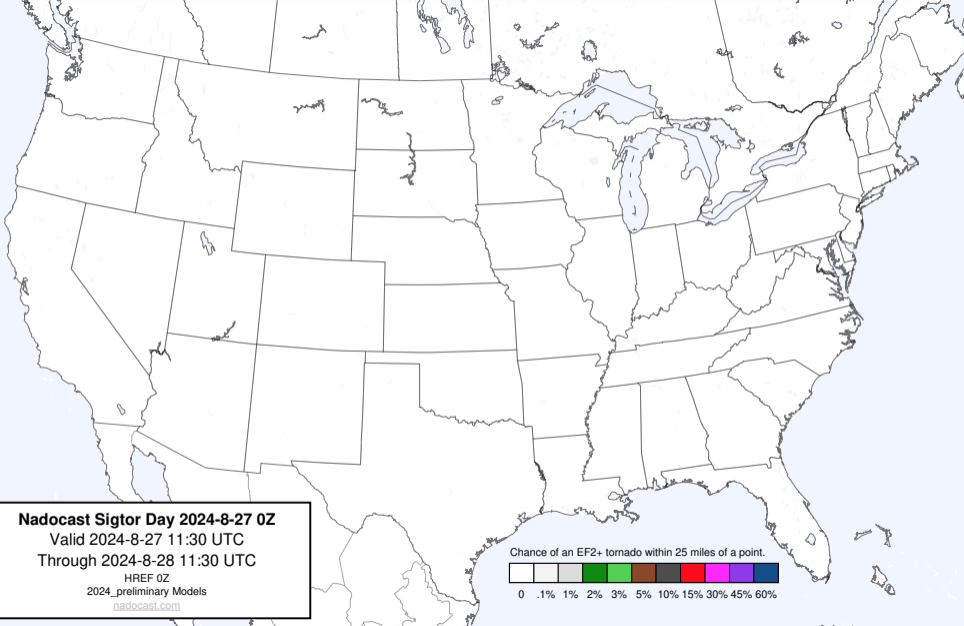 Nadocast Sigtor Day 2024-8-27 0Z
Valid 2024-8-27 11:30 UTC
Through 2024-8-28 11:30 UTC
HREF 0Z
2024_preliminary Models
nadocast.com
Chance of an EF2+ tornado within 25 miles of a point.
0 .1% 1% 2% 3% 5% 10% 15% 30% 45% 60%